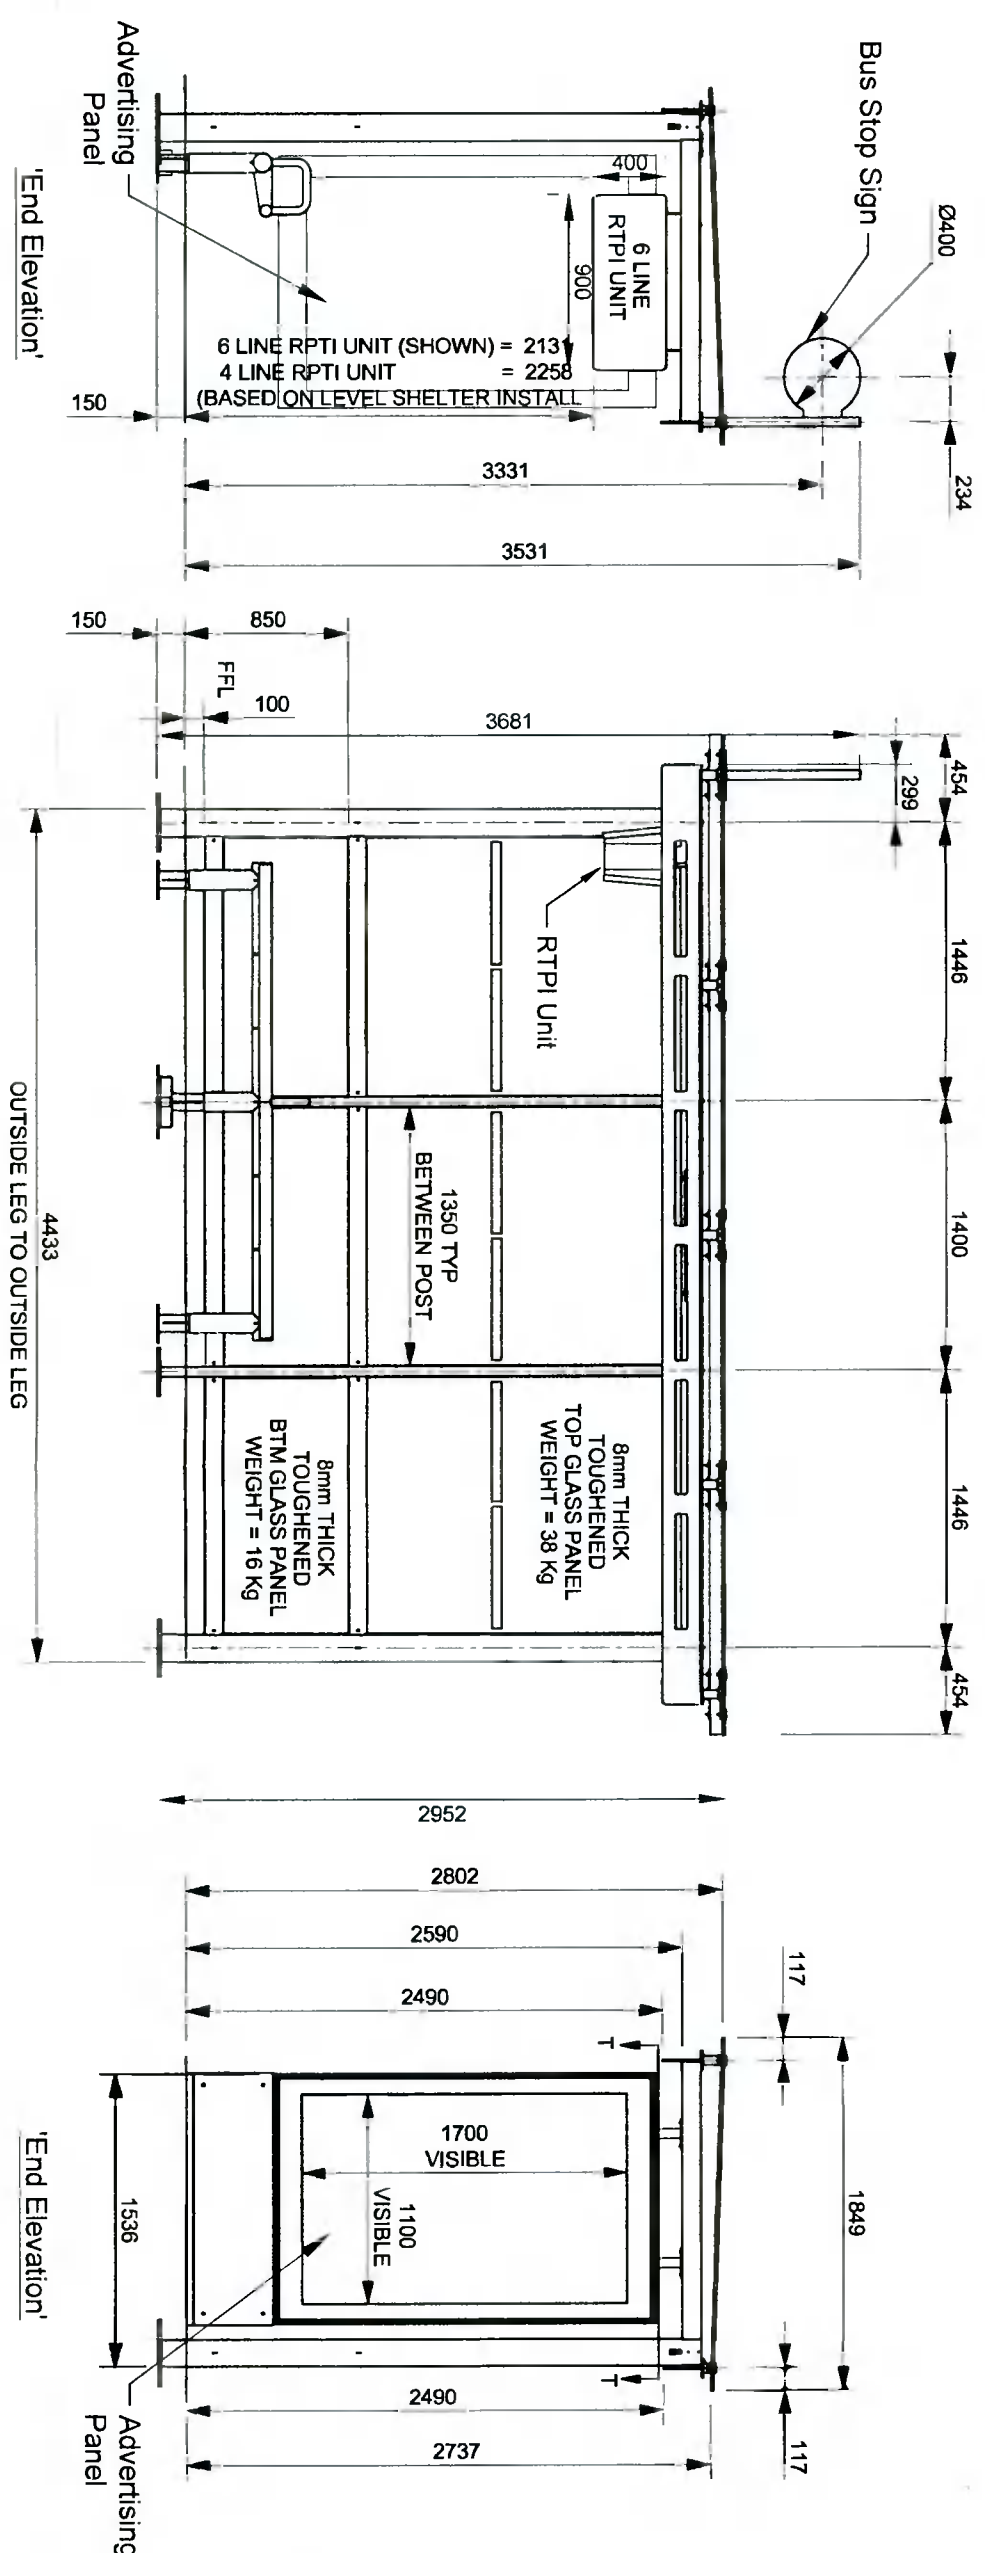 Bus Stop Sign
Ø400
234
400
6 LINE
RTPI UNIT
900
6 LINE RPTI UNIT (SHOWN) = 2131
4 LINE RPTI UNIT = 2258
(BASED ON LEVEL SHELTER INSTALL
150
3331
3531
Advertising
Panel
'End Elevation'
454
299
1446
1400
1446
454
3681
850
150
100
FFL
RTPI Unit
1350 TYP
BETWEEN POST
8mm THICK
TOUGHENED
TOP GLASS PANEL
WEIGHT = 38 Kg
8mm THICK
TOUGHENED
BTM GLASS PANEL
WEIGHT = 16 Kg
4433
OUTSIDE LEG TO OUTSIDE LEG
2952
2802
2590
2490
117
1849
117
T
T
1700
VISIBLE
1100
VISIBLE
2490
2737
1536
Advertising
Panel
'End Elevation'